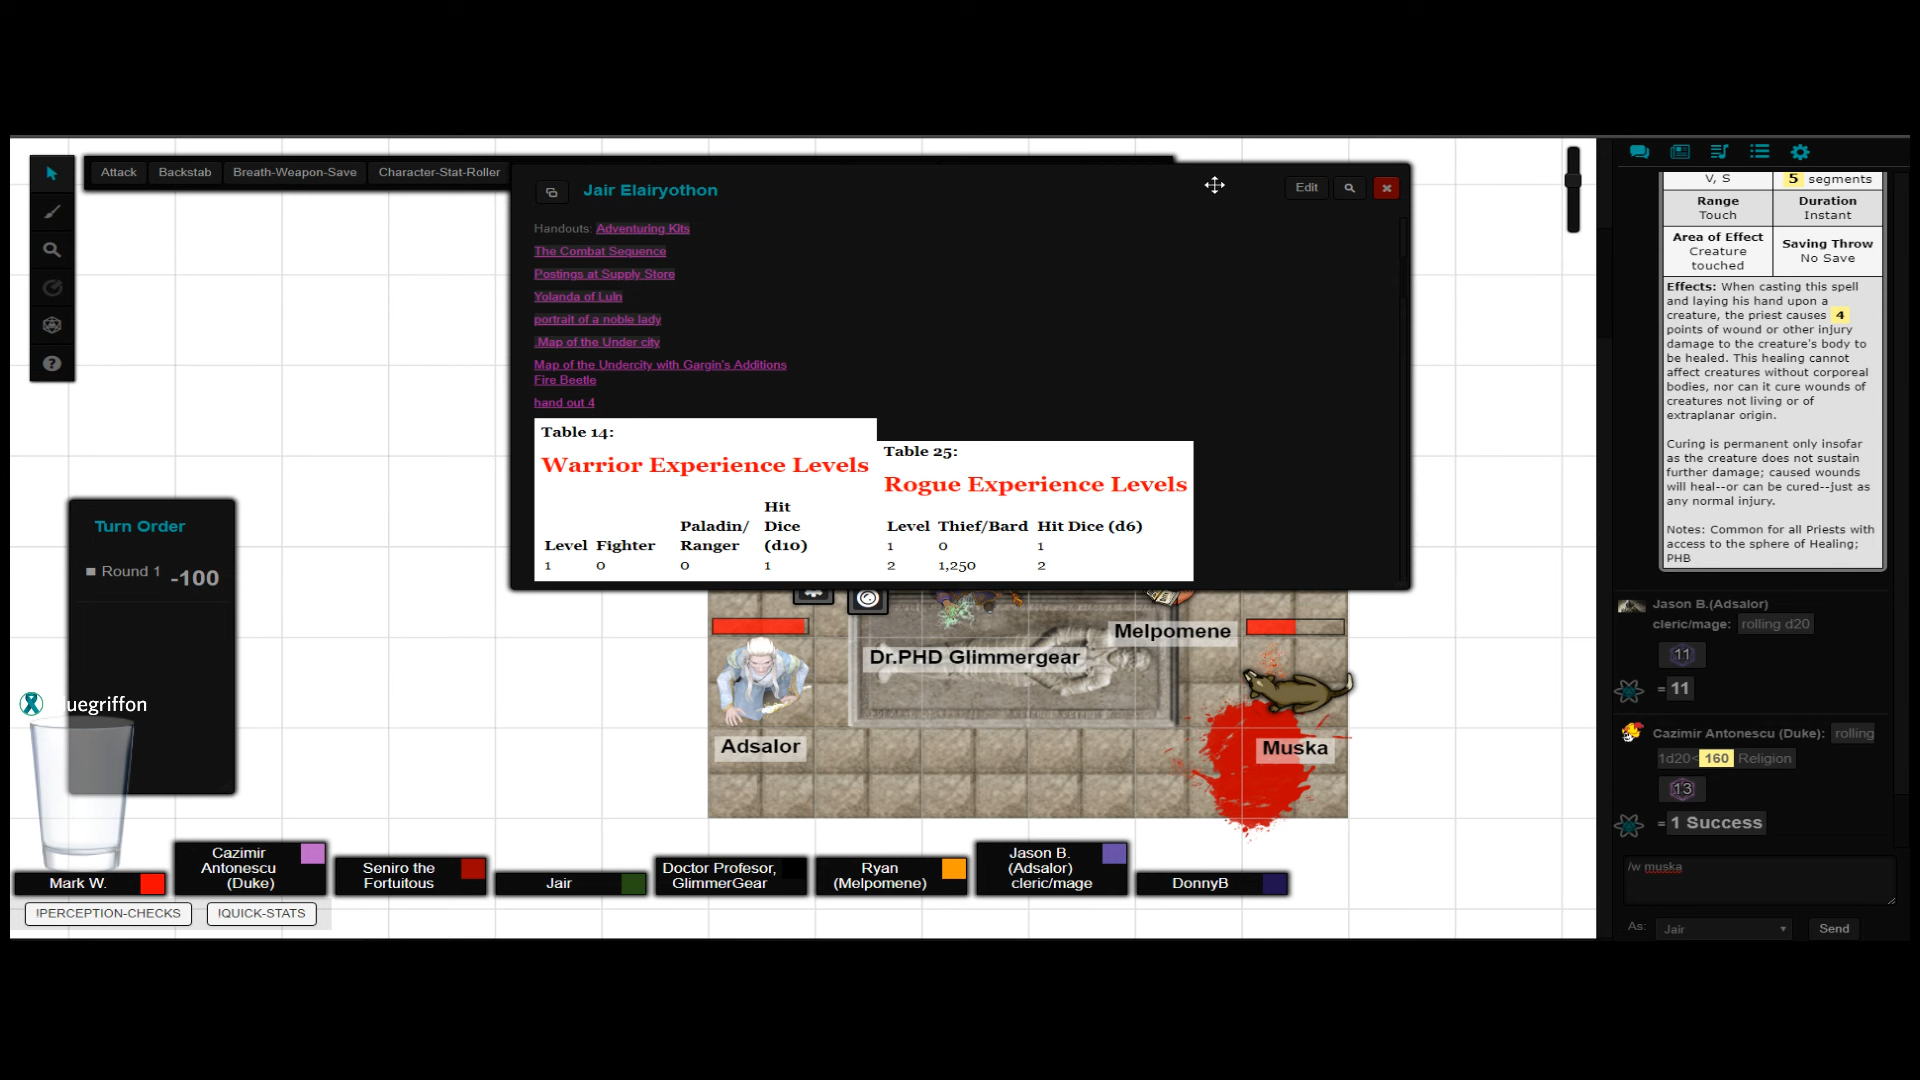 Attack
Backstab
Breath-Weapon-Save
Character-Stat-Roller
Jair Elairyothon
Edit
Handouts: Adventuring Kits
The Combat Sequence
Postings at Supply Store
Yolanda of Luln
portrait of a noble lady
.Map of the Under city
Map of the Undercity with Gargin's Additions
Fire Beetle
hand out 4
Table 14:
Warrior Experience Levels
Hit
Paladin/ Dice
Level Fighter Ranger (d10)
1 0 0 1
Table 25:
Rogue Experience Levels
Level Thief/Bard Hit Dice (d6)
1 0 1
2 1,250 2
Turn Order
Round 1 -100
uegriffon
Melpomene
Dr.PHD Glimmergear
Adsalor
Muska
Mark W.
Cazimir
Antonescu
(Duke)
Seniro the
Fortuitous
Jair
Doctor Profesor,
GlimmerGear
Ryan
(Melpomene)
Jason B.
(Adsalor)
cleric/mage
DonnyB
!PERCEPTION-CHECKS
!QUICK-STATS
V, S
5 segments
Range
Touch
Duration
Instant
Area of Effect
Creature
touched
Saving Throw
No Save
Effects: When casting this spell
and laying his hand upon a
creature, the priest causes 4
points of wound or other injury
damage to the creature's body to
be healed. This healing cannot
affect creatures without corporeal
bodies, nor can it cure wounds of
creatures not living or of
extraplanar origin.
Curing is permanent only insofar
as the creature does not sustain
further damage; caused wounds
will heal--or can be cured--just as
any normal injury.
Notes: Common for all Priests with
access to the sphere of Healing;
PHB
Jason B.(Adsalor)
cleric/mage: rolling d20
11
= 11
Cazimir Antonescu (Duke): rolling
1d20< 160 Religion
13
= 1 Success
/w muska
As: Jair
Send